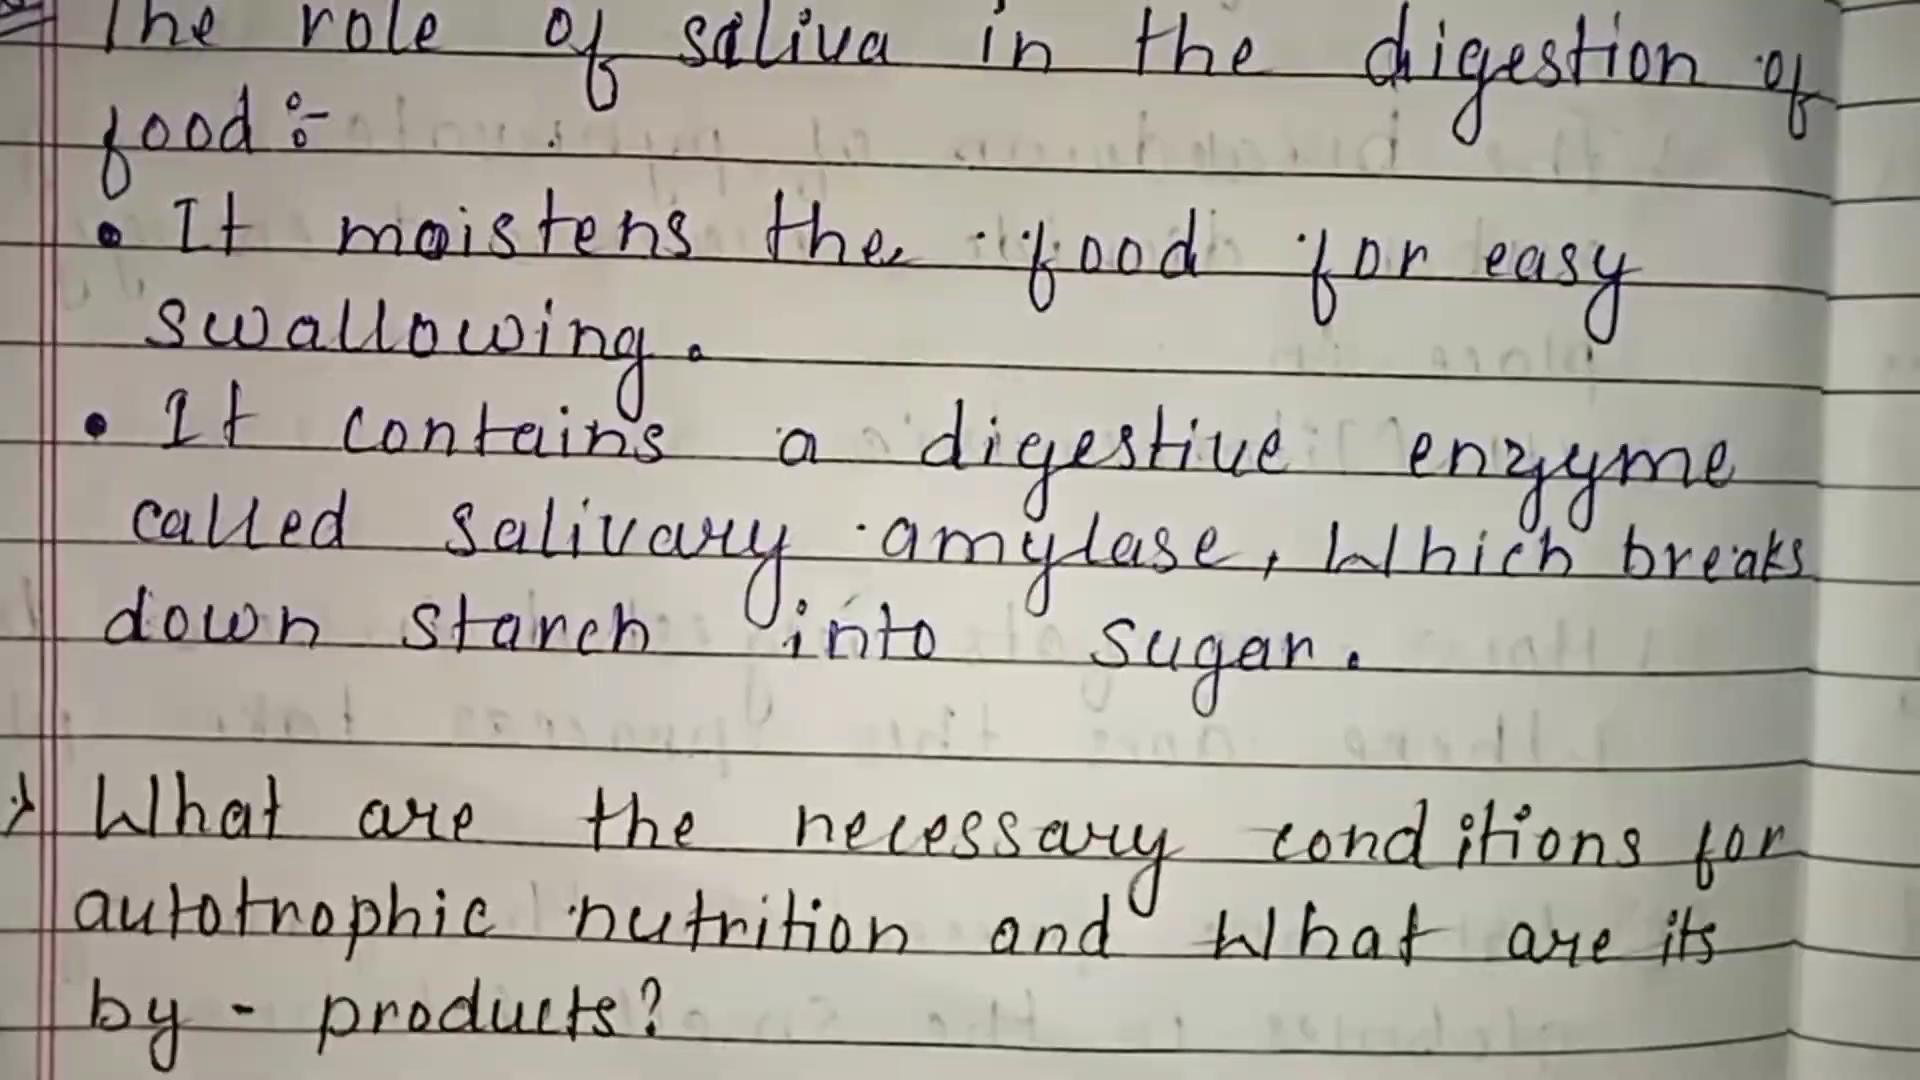 The role of saliva in the digestion of
food :-
• It moistens the food for easy
swallowing.
• It contains a digestive enzyme
called salivary amylase, Which breaks
down starch into sugar.
What are the necessary conditions for
autotrophic nutrition and What are its
by - products?